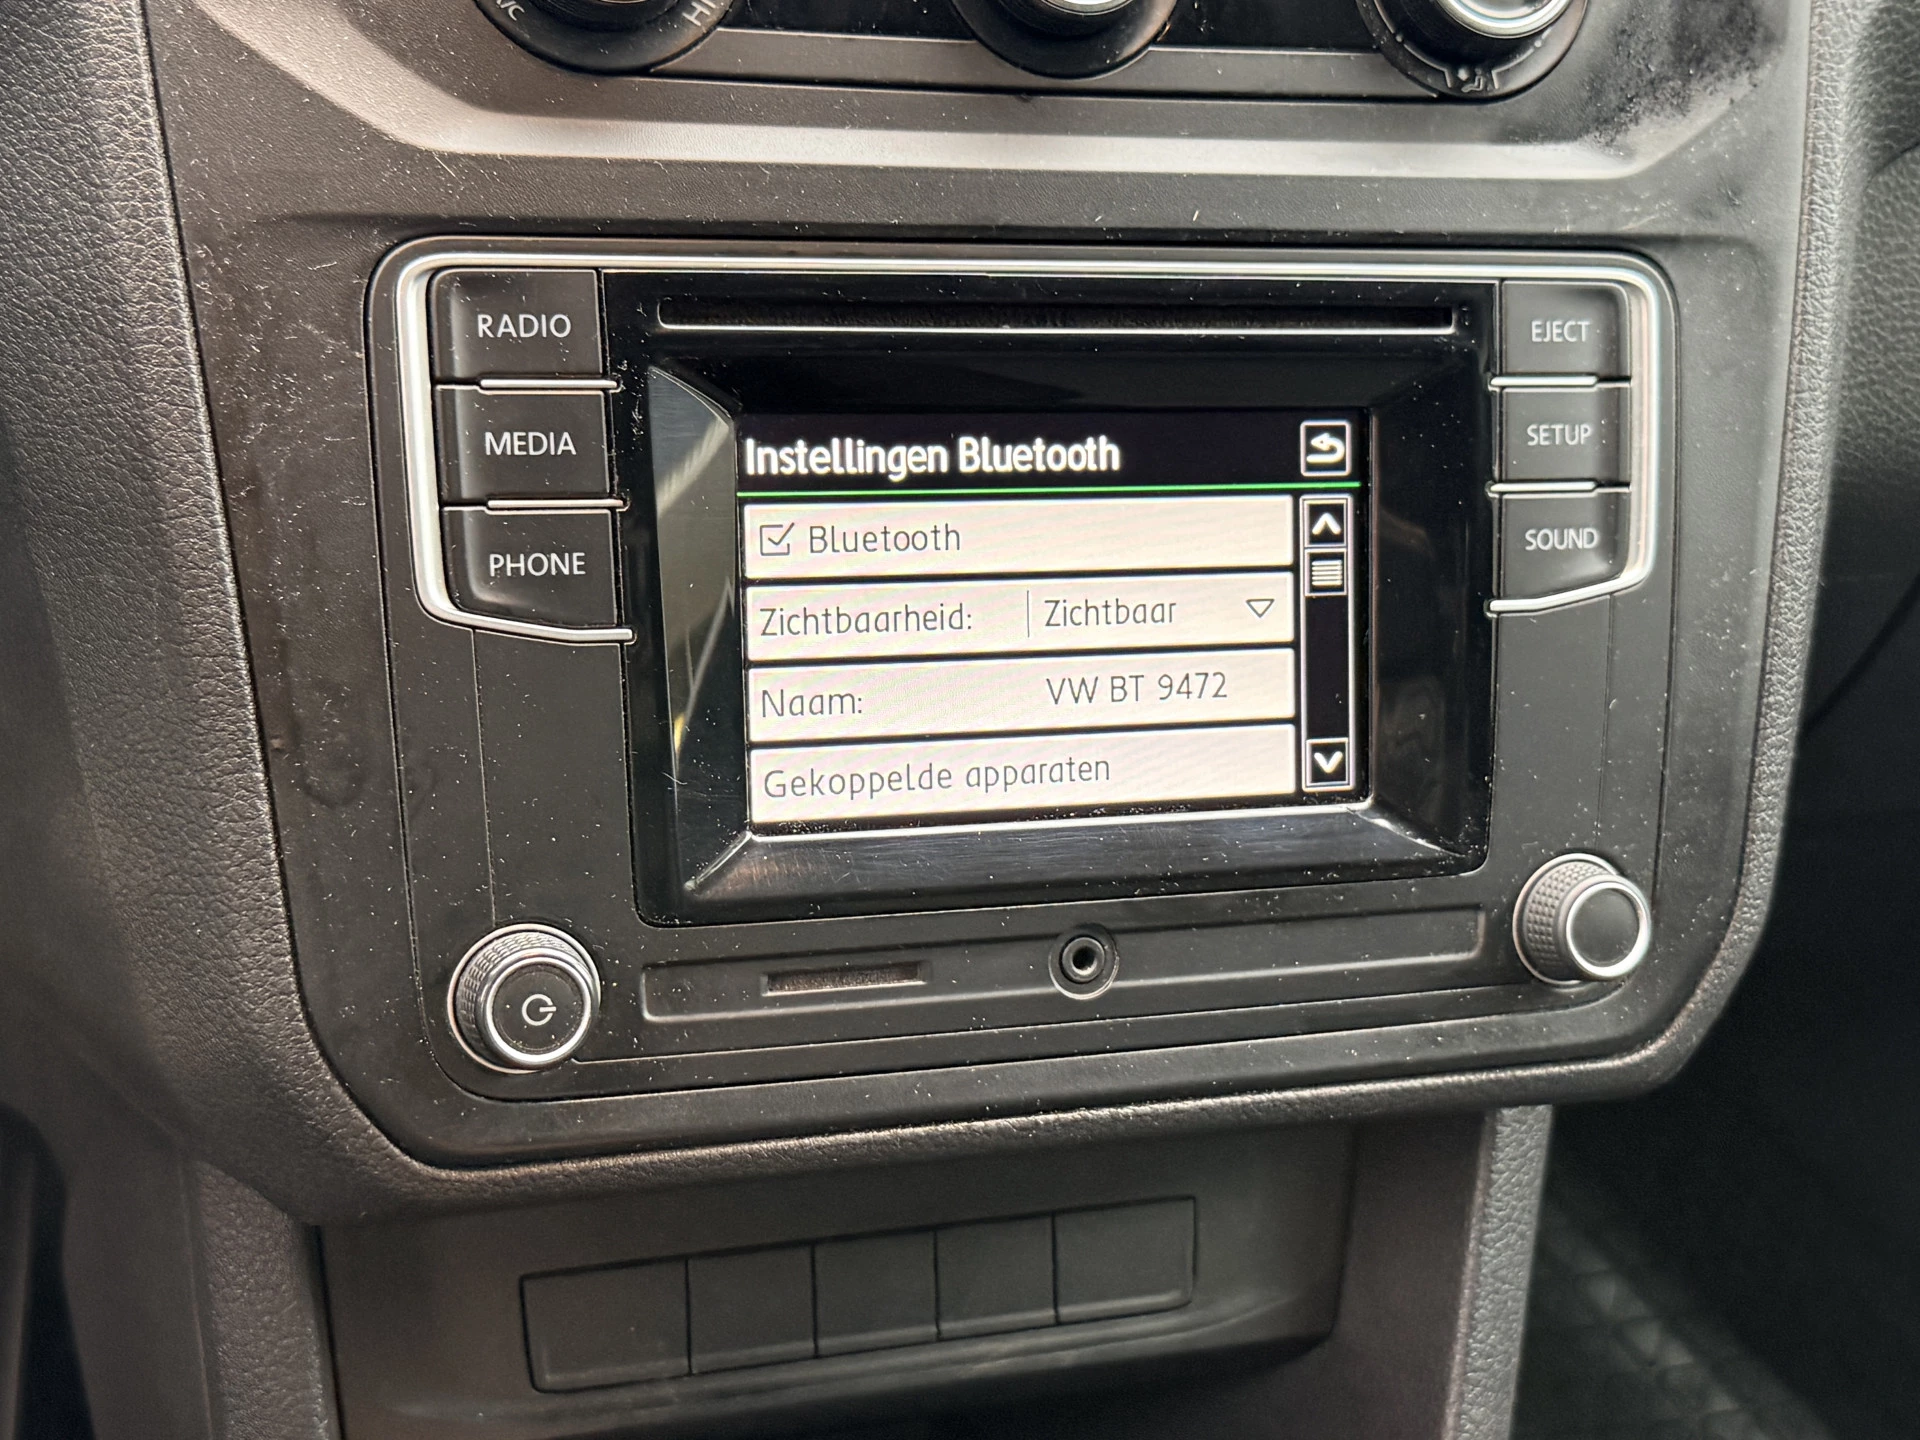 A/C
RADIO
MEDIA
PHONE
EJECT
SETUP
SOUND
Instellingen Bluetooth
Bluetooth
Zichtbaarheid: Zichtbaar
Naam: VW BT 9472
Gekoppelde apparaten